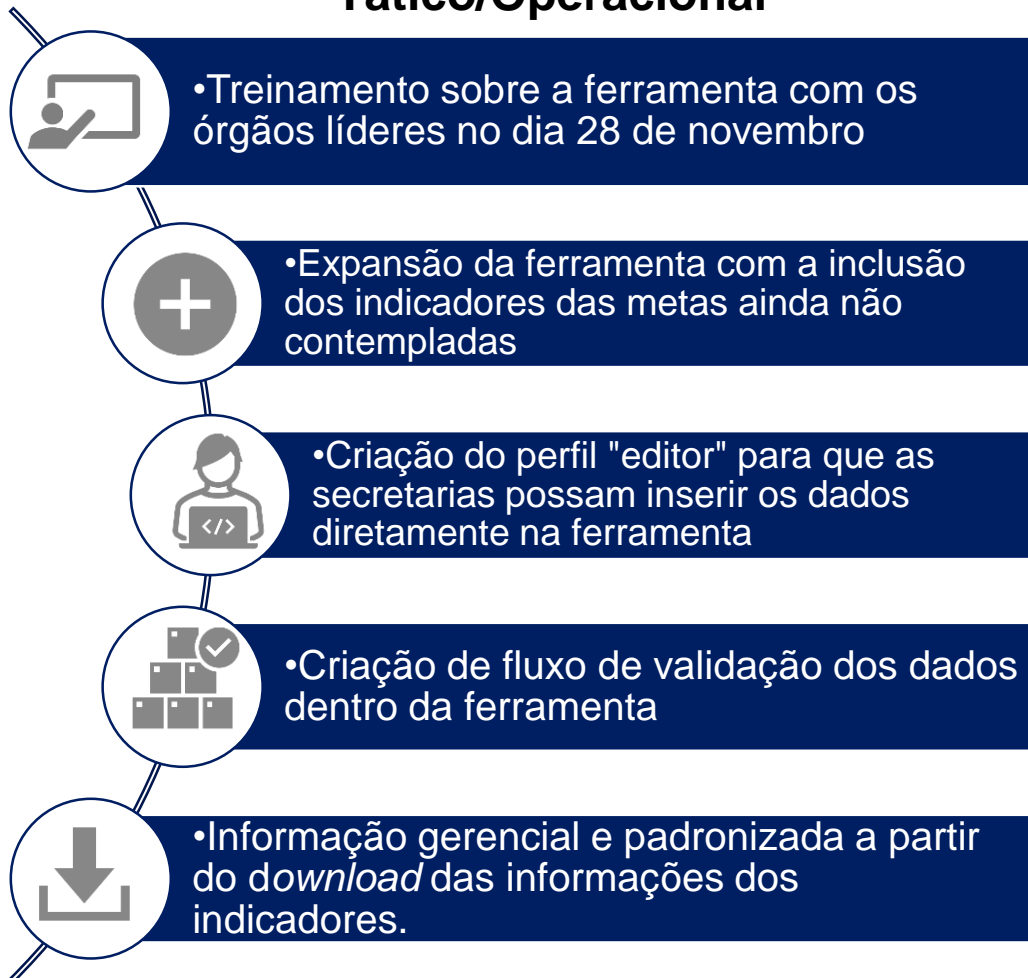 Tático/Operacional
•Treinamento sobre a ferramenta com os
órgãos líderes no dia 28 de novembro
•Expansão da ferramenta com a inclusão
dos indicadores das metas ainda não
contempladas
•Criação do perfil "editor" para que as
secretarias possam inserir os dados
diretamente na ferramenta
</>
•Criação de fluxo de validação dos dados
dentro da ferramenta
•Informação gerencial e padronizada a partir
do download das informações dos
indicadores.